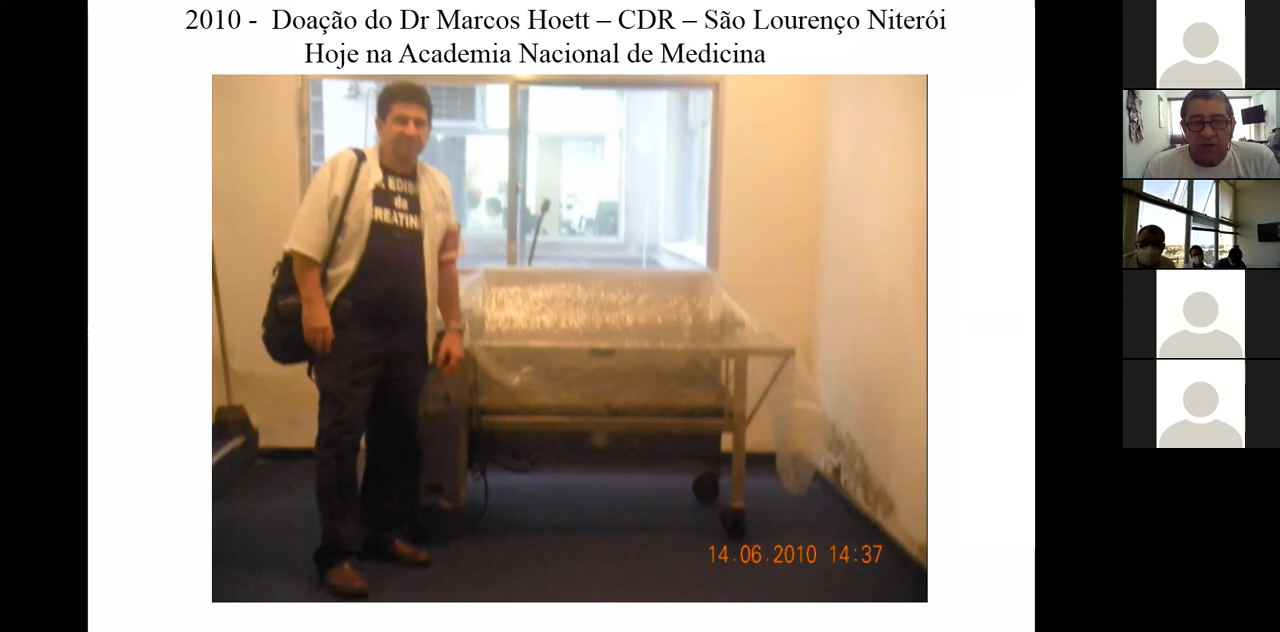 2010 - Doação do Dr Marcos Hoett – CDR – São Lourenço Niterói
Hoje na Academia Nacional de Medicina
da
14.06.2010 14:37